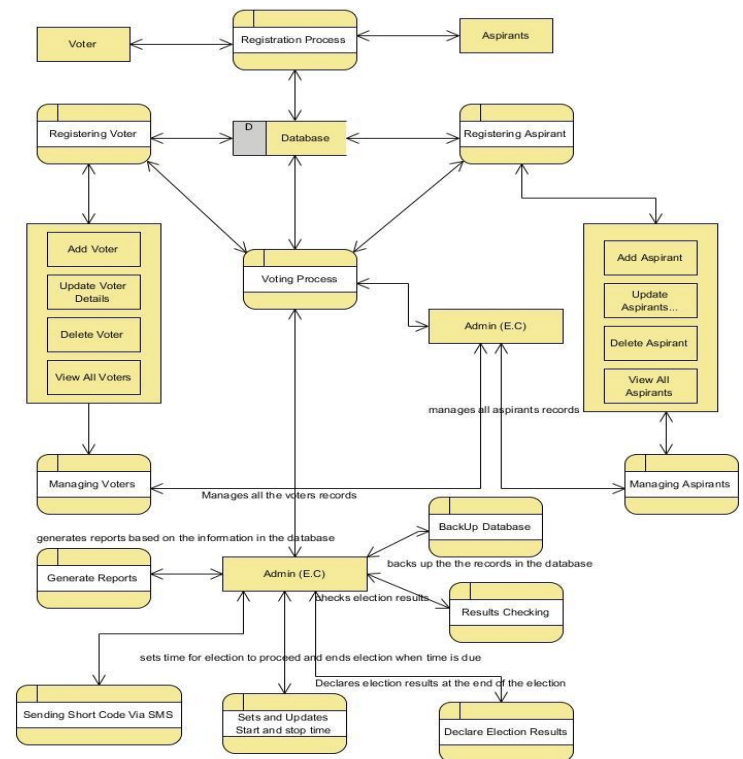 Voter
Registration Process
Aspirants
Registering Voter
D
Database
Registering Aspirant
Add Voter
Update Voter
Details
Delete Voter
View All Voters
Voting Process
Admin (E.C)
Add Aspirant
Update
Aspirants...
Delete Aspirant
View All
Aspirants
manages all aspirants records
Managing Voters
Manages all the voters records
Managing Aspirants
generates reports based on the information in the database
BackUp Database
Generate Reports
Admin (E.C)
backs up the the records in the database
checks election results
Results Checking
sets time for election to proceed and ends election when time is due
Declares election results at the end of the election
Sending Short Code Via SMS
Sets and Updates
Start and stop time
Declare Election Results